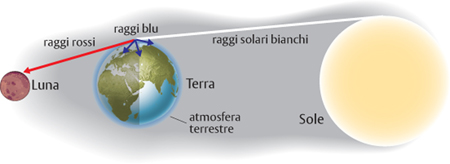 raggi blu
raggi rossi
raggi solari bianchi
Luna
Terra
atmosfera
terrestre
Sole